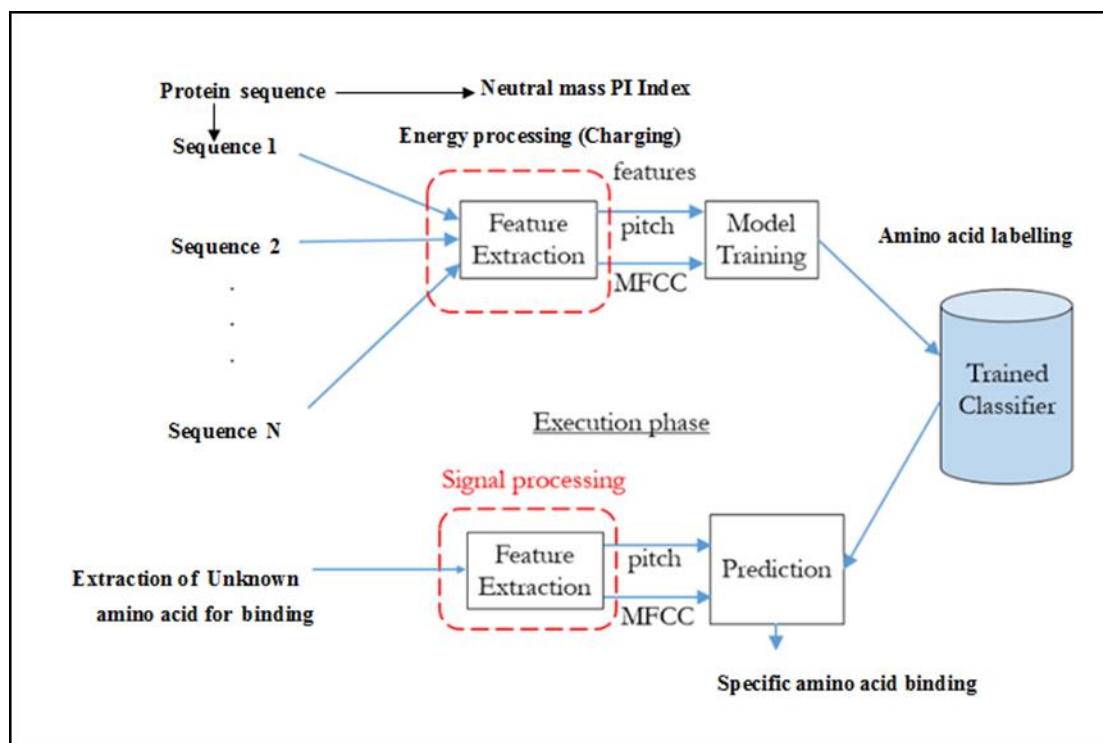 Protein sequence
Neutral mass PI Index
Sequence 1
Energy processing (Charging)
features
Feature
Extraction
pitch
MFCC
Model
Training
Sequence 2
.
.
.
Amino acid labelling
Trained
Classifier
Sequence N
Execution phase
Signal processing
Feature
Extraction
pitch
MFCC
Prediction
Extraction of Unknown
amino acid for binding
Specific amino acid binding